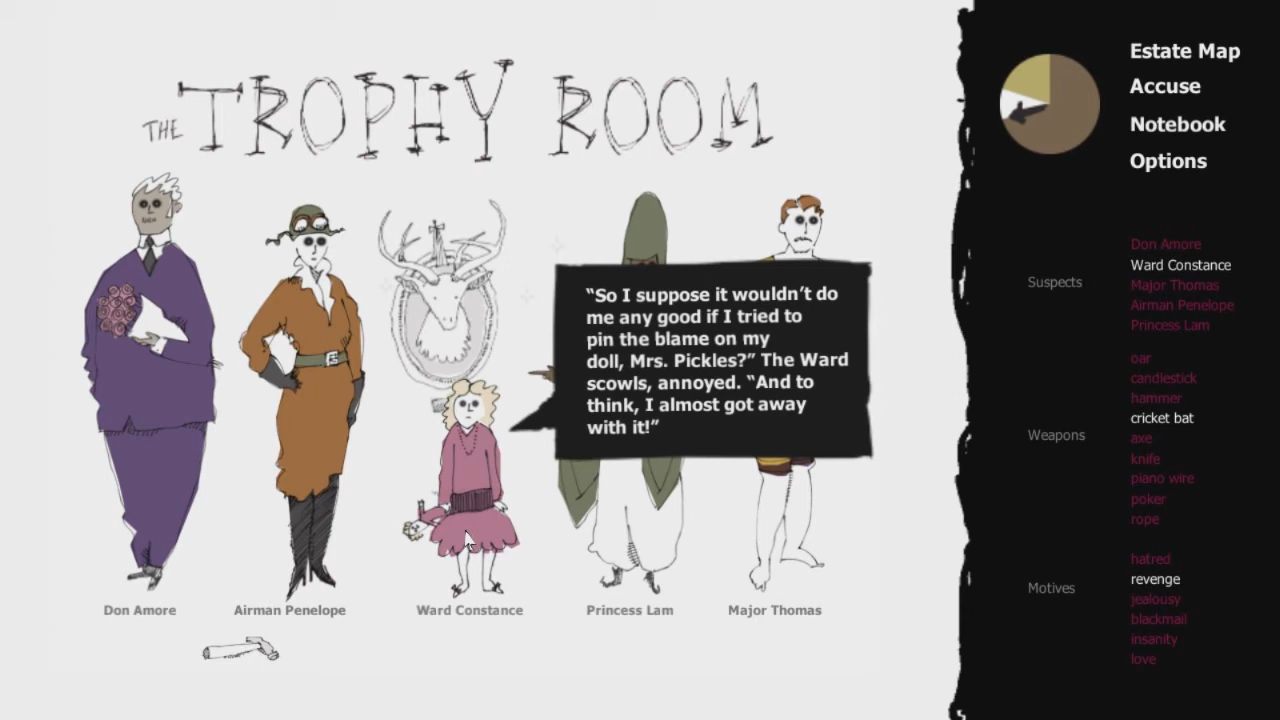 THE TROPHY ROOM
“So I suppose it wouldn’t do
me any good if I tried to
pin the blame on my
doll, Mrs. Pickles?” The Ward
scowls, annoyed. “And to
think, I almost got away
with it!”
Don Amore
Airman Penelope
Ward Constance
Princess Lam
Major Thomas
Estate Map
Accuse
Notebook
Options
Suspects
Don Amore
Ward Constance
Major Thomas
Airman Penelope
Princess Lam
Weapons
oar
candlestick
hammer
cricket bat
axe
knife
piano wire
poker
rope
Motives
hatred
revenge
jealousy
blackmail
insanity
love